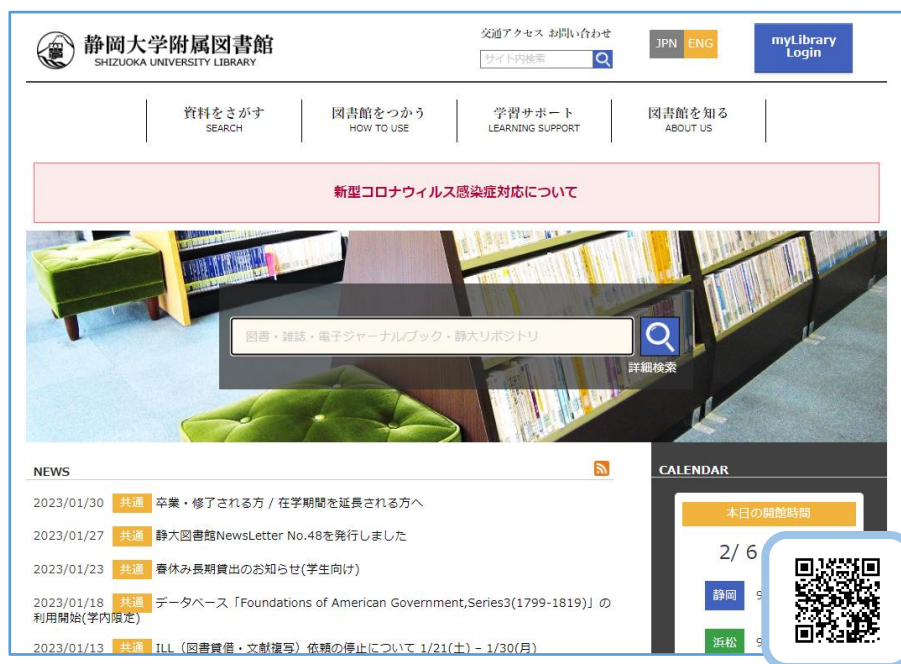 静岡大学附属図書館
SHIZUOKA UNIVERSITY LIBRARY
交通アクセス お問い合わせ
サイト内検索
JPN ENG
myLibrary
Login
資料をさがす
SEARCH
図書館をつかう
HOW TO USE
学習サポート
LEARNING SUPPORT
図書館を知る
ABOUT US
新型コロナウィルス感染症対応について
図書・雑誌・電子ジャーナル/ブック・静大リポジトリ
詳細検索
NEWS
2023/01/30 共通 卒業・修了される方 / 在学期間を延長される方へ
2023/01/27 共通 静大図書館NewsLetter No.48を発行しました
2023/01/23 共通 春休み長期貸出のお知らせ(学生向け)
2023/01/18 共通 データベース「Foundations of American Government,Series3(1799-1819)」の
利用開始(学内限定)
2023/01/13 共通 ILL（図書貸借・文献複写）依頼の停止について 1/21(土) – 1/30(月)
CALENDAR
本日の開館時間
2/ 6
静岡 9
浜松 9